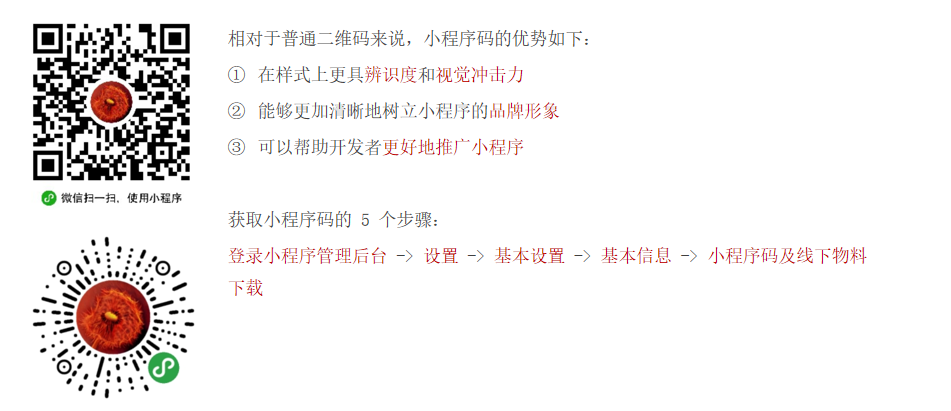 相对于普通二维码来说，小程序码的优势如下：
① 在样式上更具辨识度和视觉冲击力
② 能够更加清晰地树立小程序的品牌形象
③ 可以帮助开发者更好地推广小程序
微信扫一扫，使用小程序
获取小程序码的 5 个步骤：
登录小程序管理后台 -> 设置 -> 基本设置 -> 基本信息 -> 小程序码及线下物料
下载